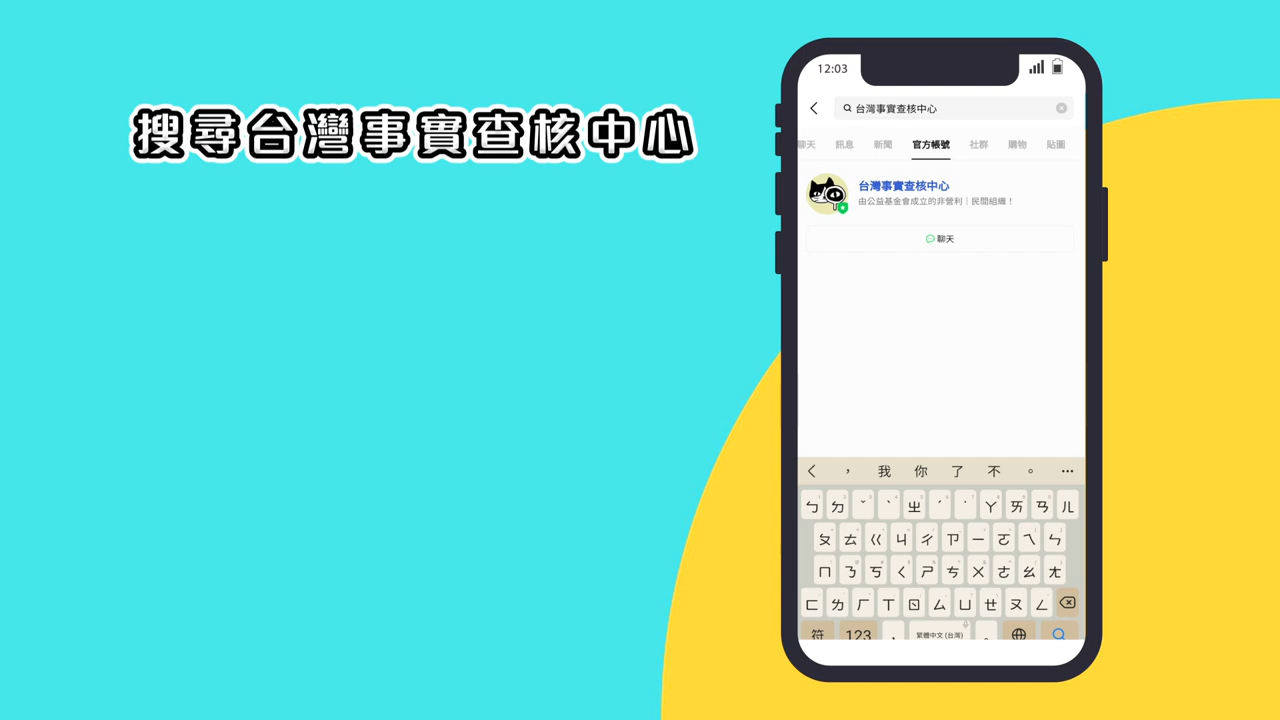 搜尋台灣事實查核中心
12:03
台灣事實查核中心
聊天 訊息 新聞 官方帳號 社群 購物 貼圖
台灣事實查核中心
由公益基金會成立的非營利｜民間組織！
聊天
， 我 你 了 不 。 …
ㄅ ㄉ ˇ ˋ ㄓ ˊ ˙ ㄚ ㄞ ㄢ ㄦ
ㄆ ㄊ ㄍ ㄐ ㄔ ㄗ ㄧ ㄛ ㄟ ㄣ
ㄇ ㄋ ㄎ ㄑ ㄕ ㄘ ㄨ ㄜ ㄠ ㄤ
ㄈ ㄌ ㄏ ㄒ ㄖ ㄙ ㄩ ㄝ ㄡ ㄥ
符 123 ， 繁體中文 (台灣) 。